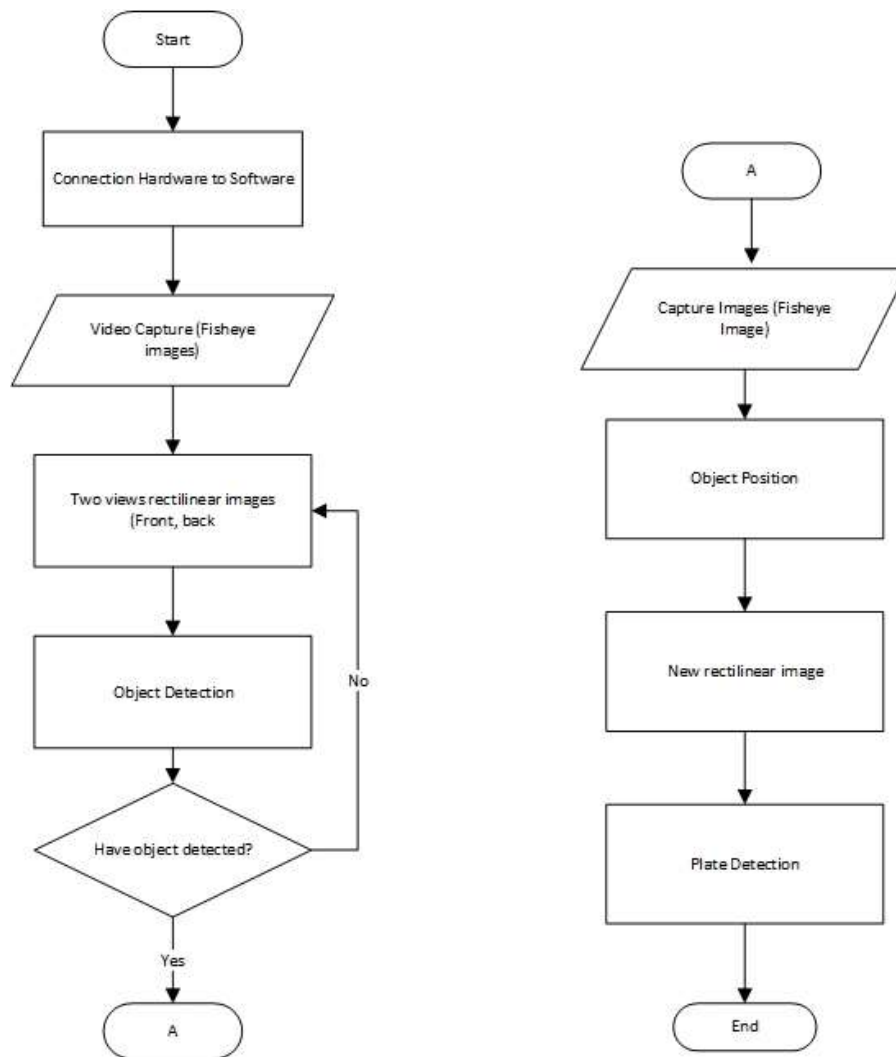 Start
Connection Hardware to Software
Video Capture (Fisheye
images)
Two views rectilinear images
(Front, back
Object Detection
No
Have object detected?
Yes
A
A
Capture Images (Fisheye
Image)
Object Position
New rectilinear image
Plate Detection
End